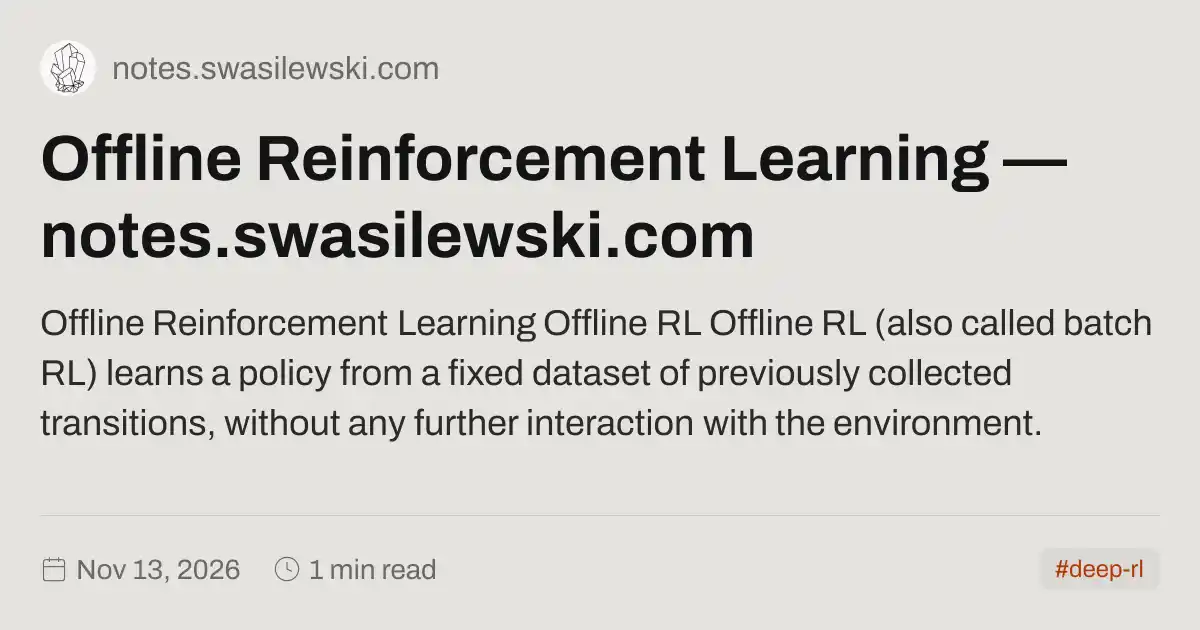 notes.swasilewski.com
Offline Reinforcement Learning —
notes.swasilewski.com
Offline Reinforcement Learning Offline RL Offline RL (also called batch
RL) learns a policy from a fixed dataset of previously collected
transitions, without any further interaction with the environment.
Nov 13, 2026 1 min read #deep-rl